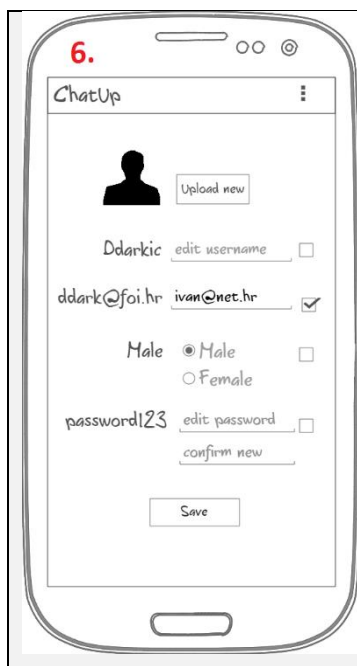 6.
ChatUp
Upload new
Ddarkic edit username
ddark@foi.hr ivan@net.hr
Male Male
Female
password123 edit password
confirm new
Save